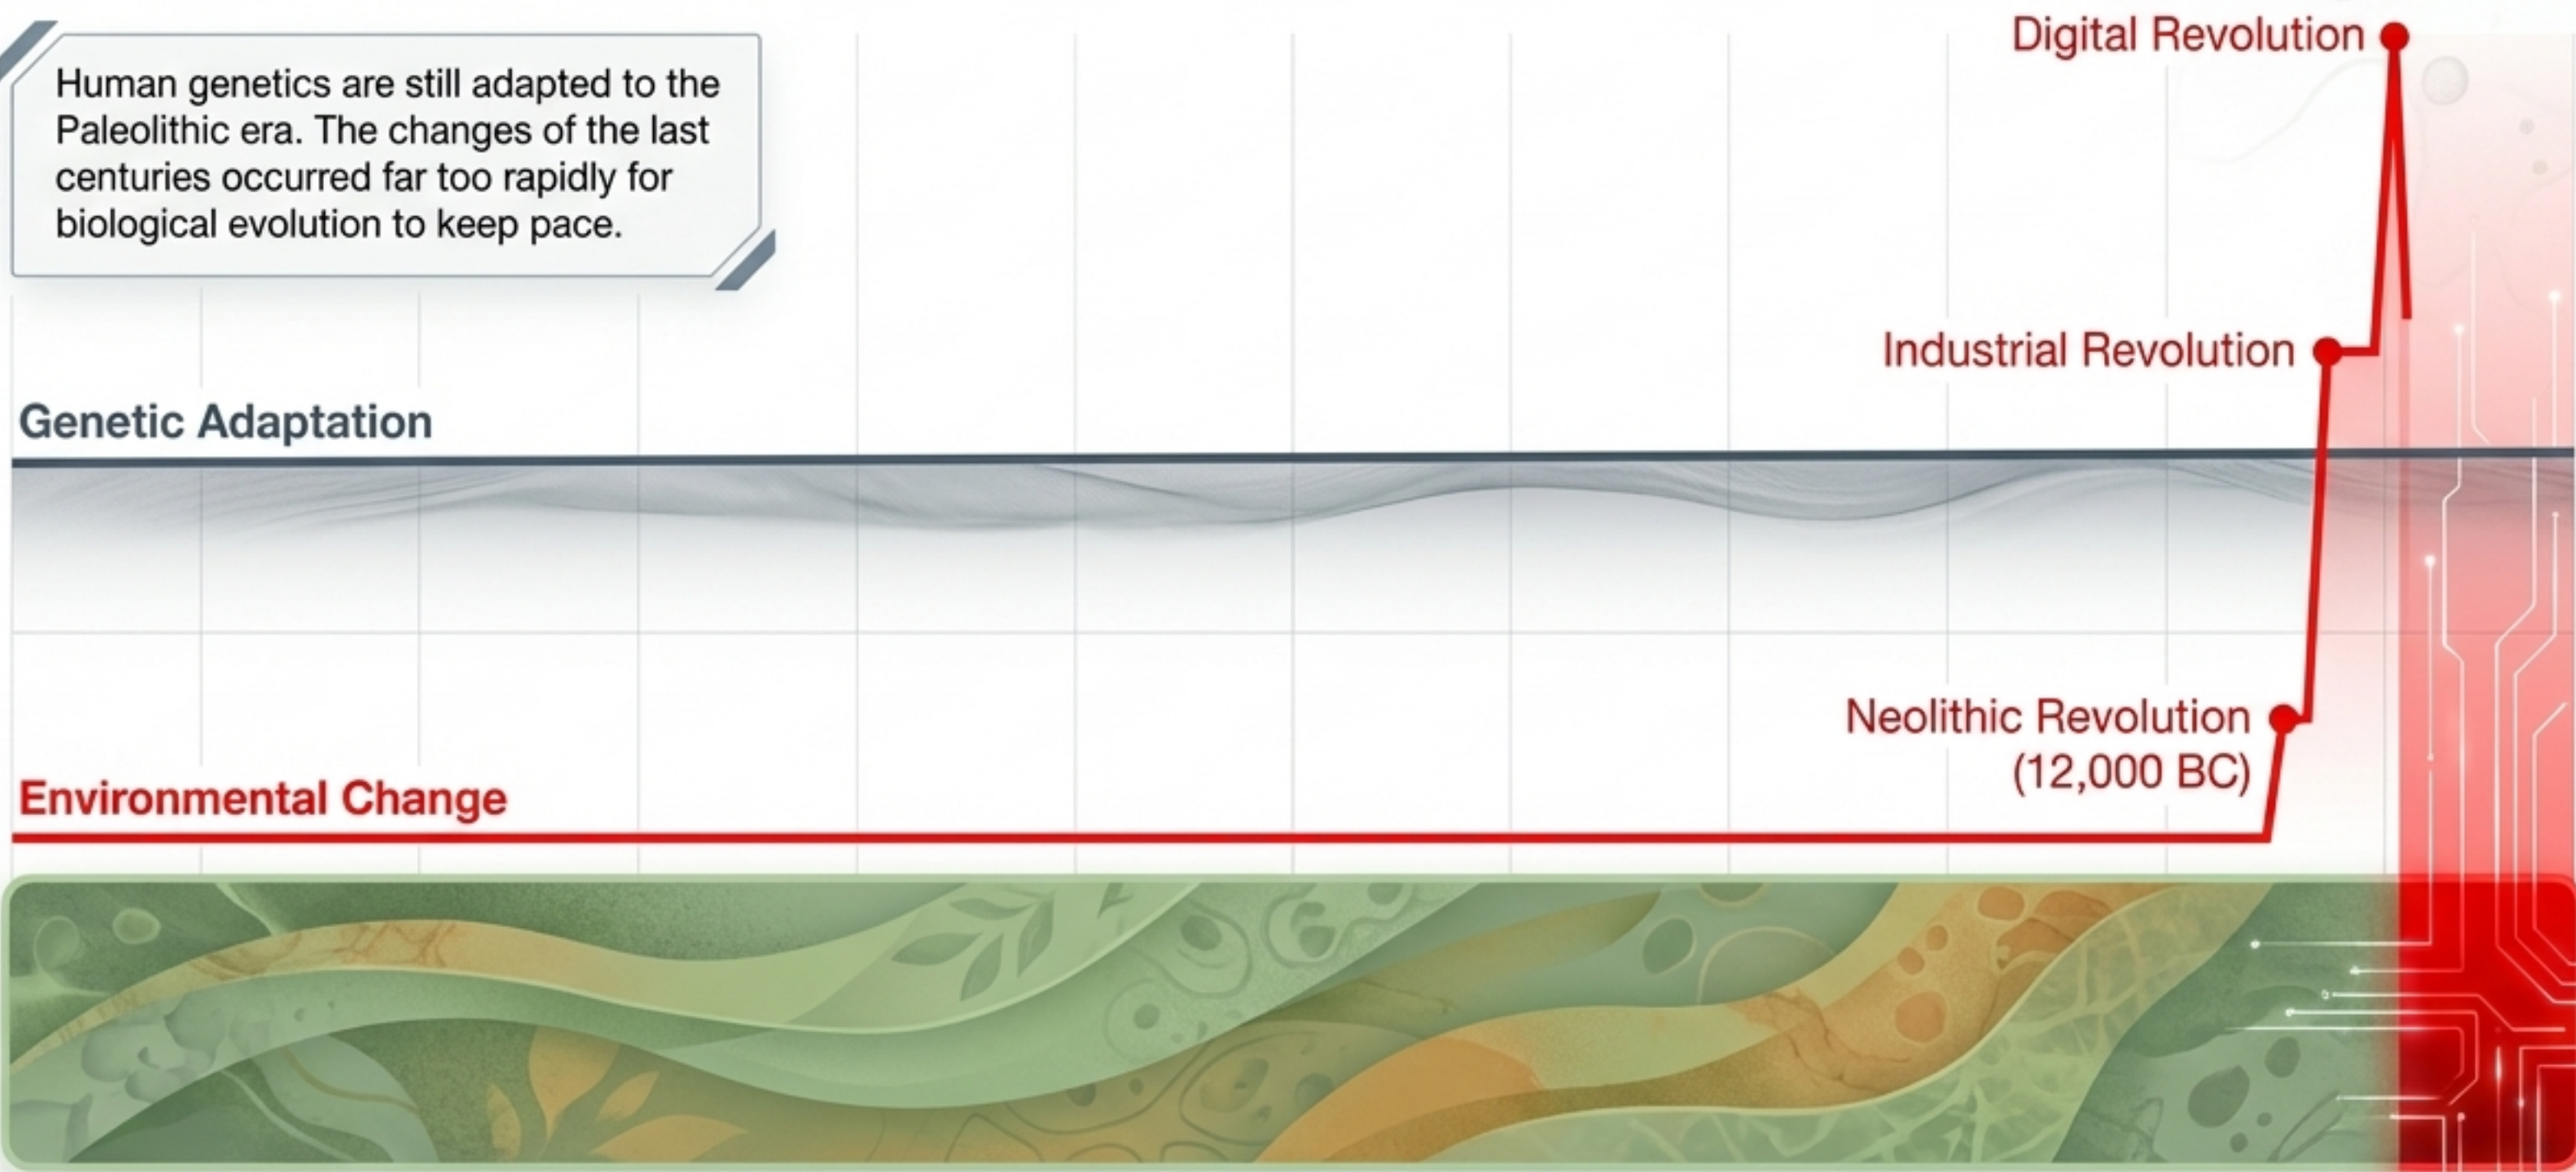 Human genetics are still adapted to the
Paleolithic era. The changes of the last
centuries occurred far too rapidly for
biological evolution to keep pace.
Digital Revolution
Industrial Revolution
Genetic Adaptation
Neolithic Revolution
(12,000 BC)
Environmental Change